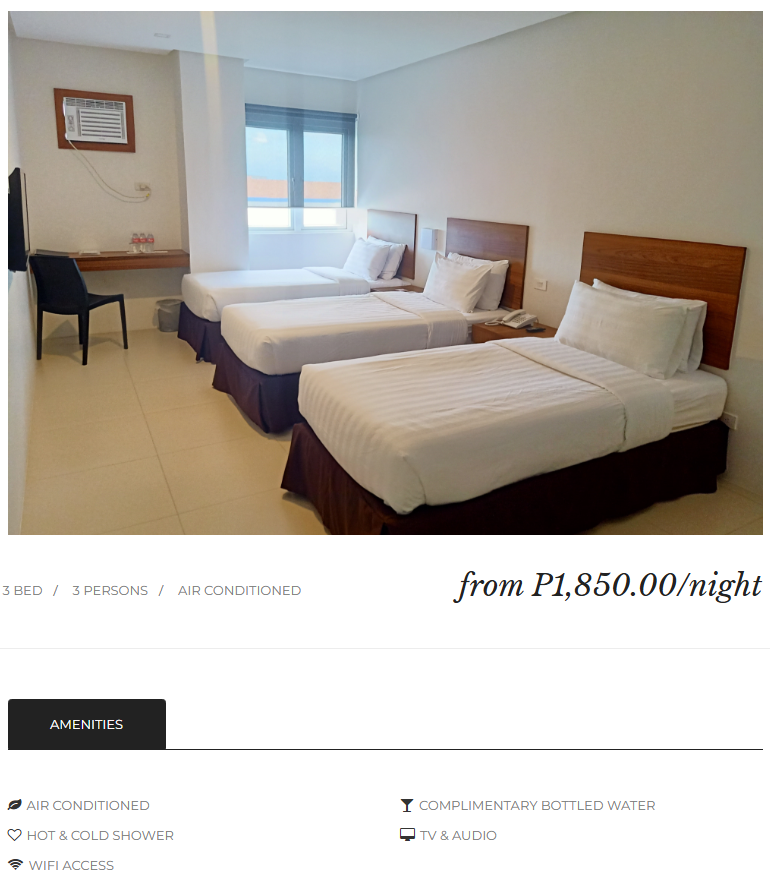 3 BED / 3 PERSONS / AIR CONDITIONED
from P1,850.00/night
AMENITIES
AIR CONDITIONED
COMPLIMENTARY BOTTLED WATER
HOT & COLD SHOWER
TV & AUDIO
WIFI ACCESS